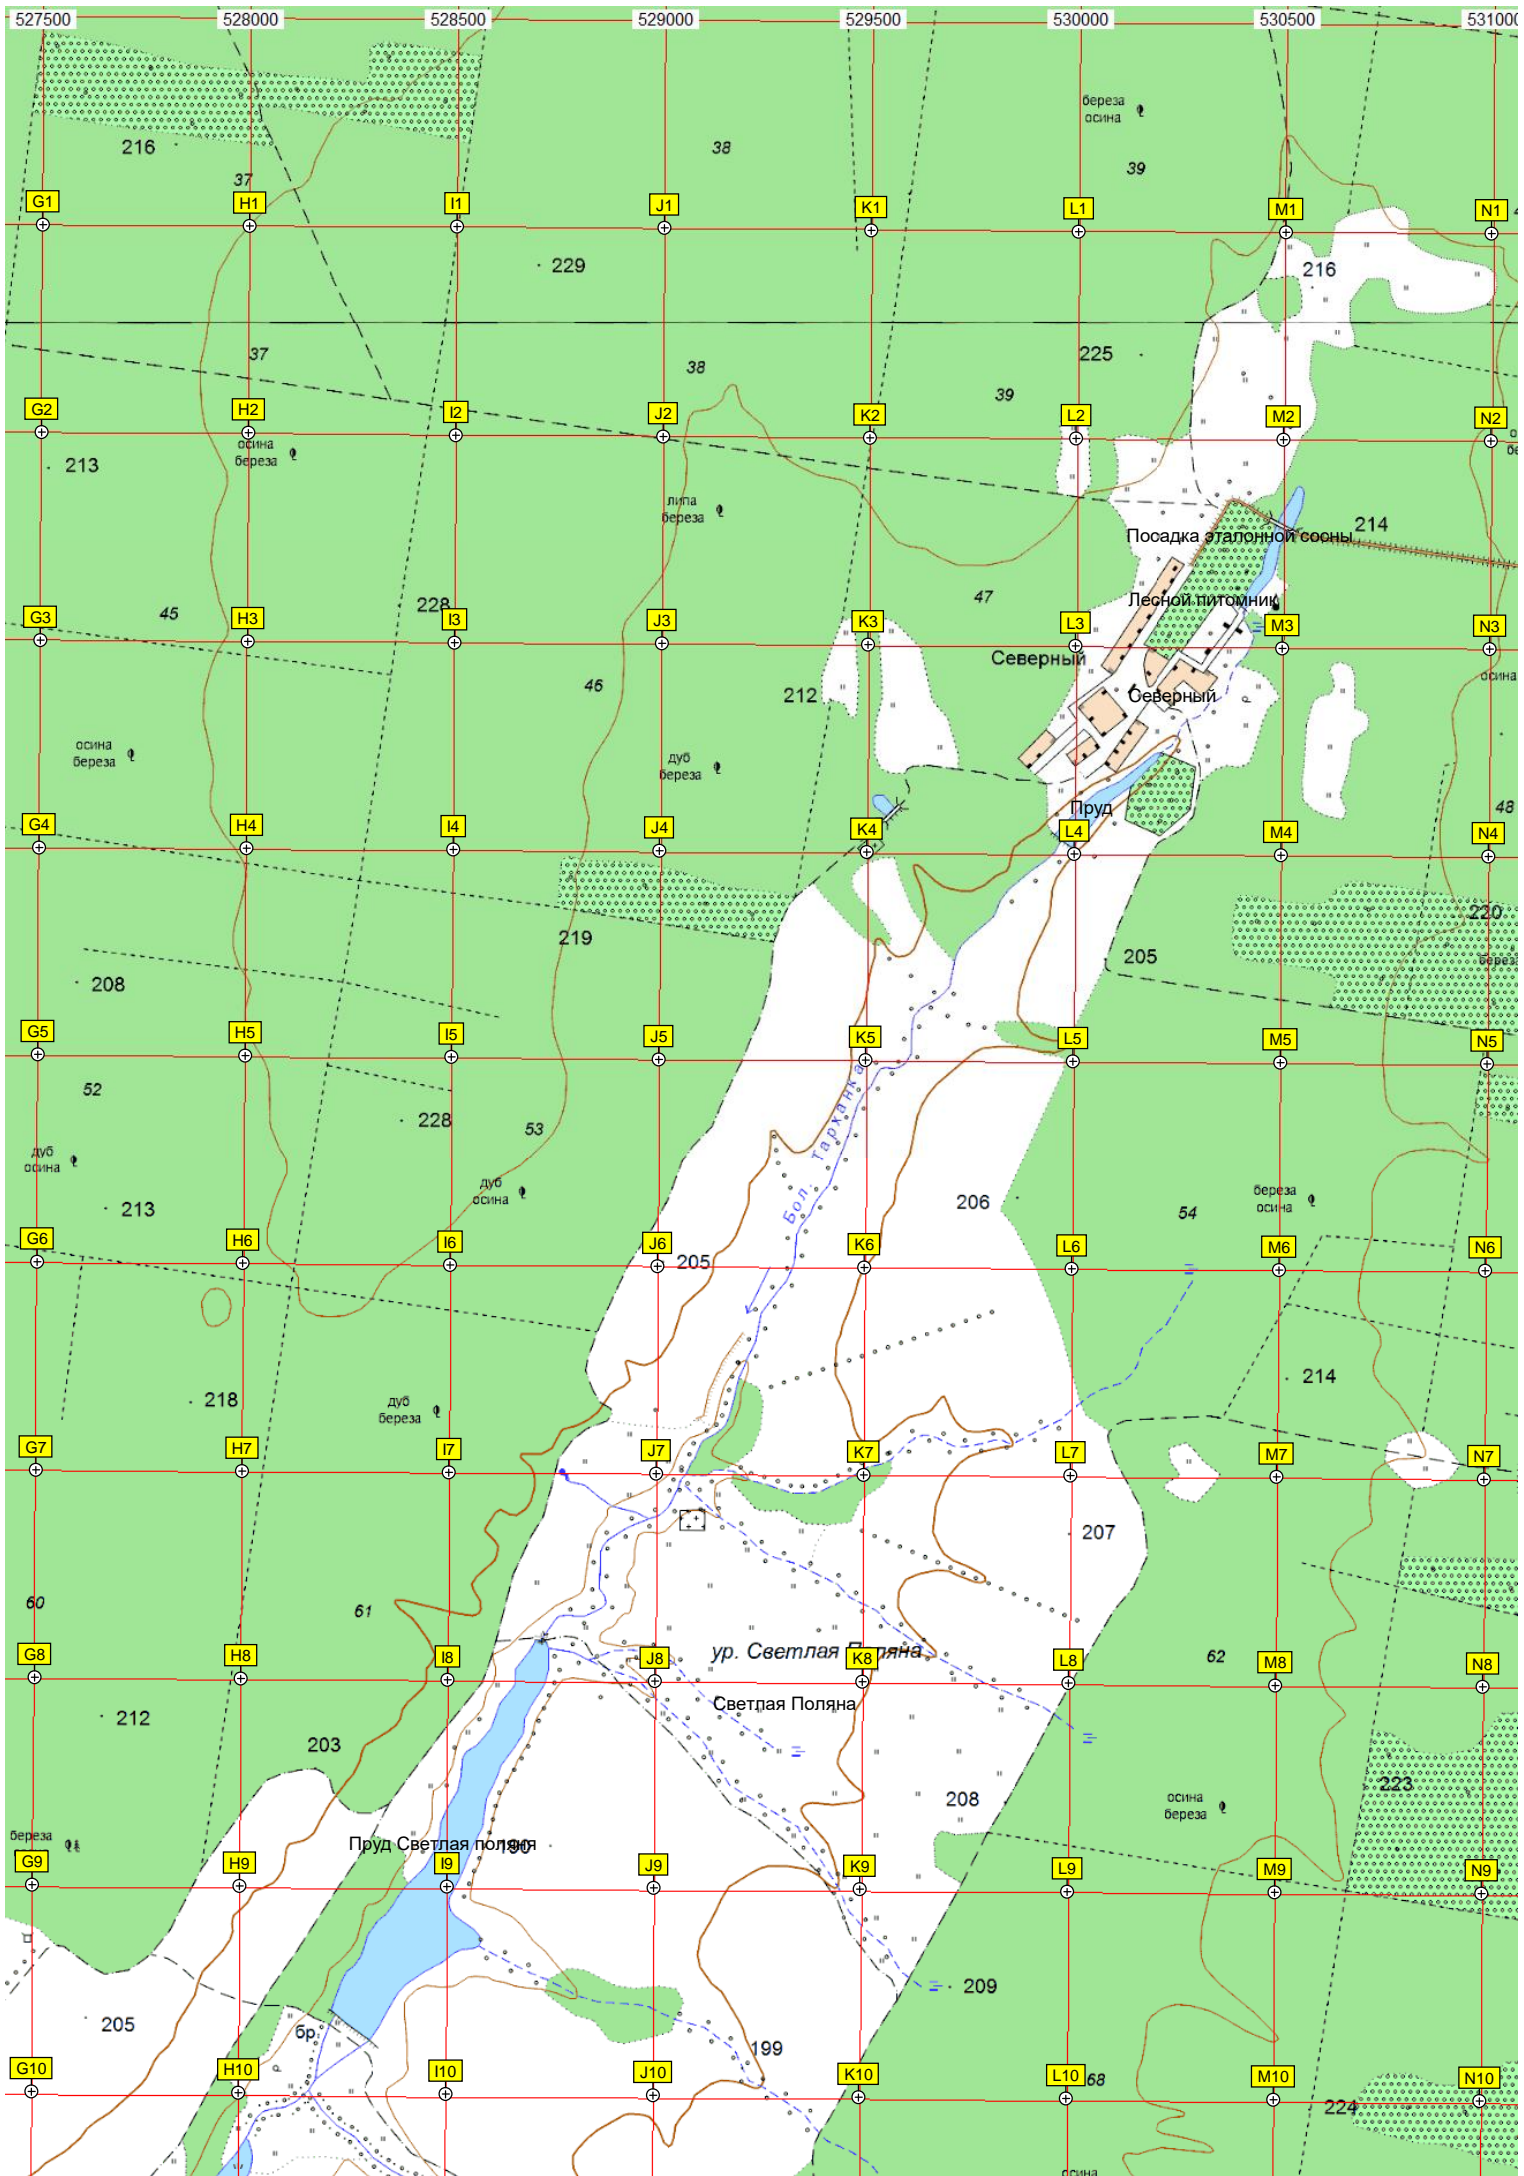 527500 528000 528500 529000 529500 530000 530500 531000
береза
осина
216 38 39
37
G1 H1 I1 J1 K1 L1 M1 N1
229 216
37 38 225
39
G2 H2 I2 J2 K2 L2 M2 N2
осина
береза
213
липа
береза
214
Посадка эталонной сосны
Лесной питомник
45 228 47
G3 H3 I3 J3 K3 L3 M3 N3
Северный
46 212 Северный
осина
осина
береза
дуб
береза
Пруд 48
G4 H4 I4 J4 K4 L4 M4 N4
220
219 205
береза
208
G5 H5 I5 J5 K5 L5 M5 N5
52 228 53
Бол. Тарханка
дуб
осина
дуб
осина
береза
осина
213 206 54
G6 H6 I6 J6 K6 L6 M6 N6
205
218 214
дуб
береза
G7 H7 I7 J7 K7 L7 M7 N7
207
60 61
ур. Светлая Поляна 62
G8 H8 I8 J8 K8 L8 M8 N8
Светлая Поляна
212 203
223
208
осина
береза
береза
Пруд Светлая поляня
190
G9 H9 I9 J9 K9 L9 M9 N9
209
205 бр.
199
G10 H10 I10 J10 K10 L10 M10 N10
68
224
осина